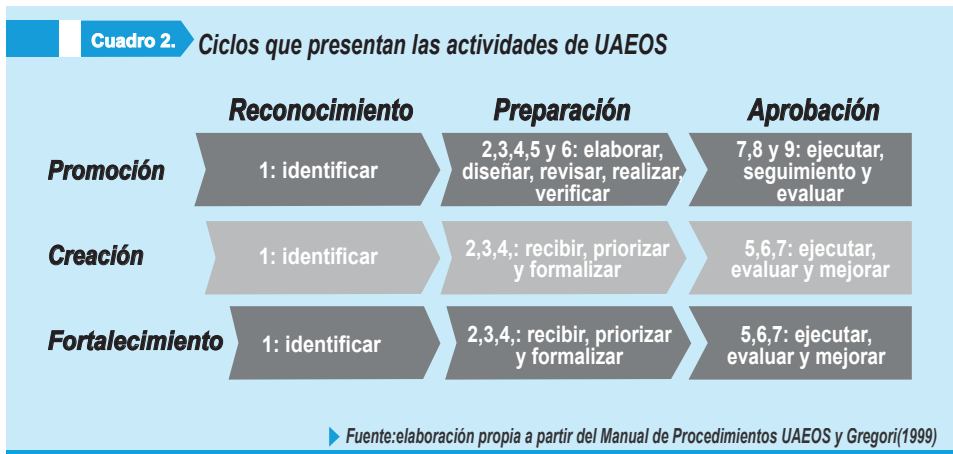 Cuadro 2.
Ciclos que presentan las actividades de UAEOS
Reconocimiento
Preparación
Aprobación
Promoción
1: identificar
2,3,4,5 y 6: elaborar,
diseñar, revisar, realizar,
verificar
7,8 y 9: ejecutar,
seguimiento y
evaluar
Creación
1: identificar
2,3,4,: recibir, priorizar
y formalizar
5,6,7: ejecutar,
evaluar y mejorar
Fortalecimiento
1: identificar
2,3,4,: recibir, priorizar
y formalizar
5,6,7: ejecutar,
evaluar y mejorar
Fuente:elaboración propia a partir del Manual de Procedimientos UAEOS y Gregori(1999)